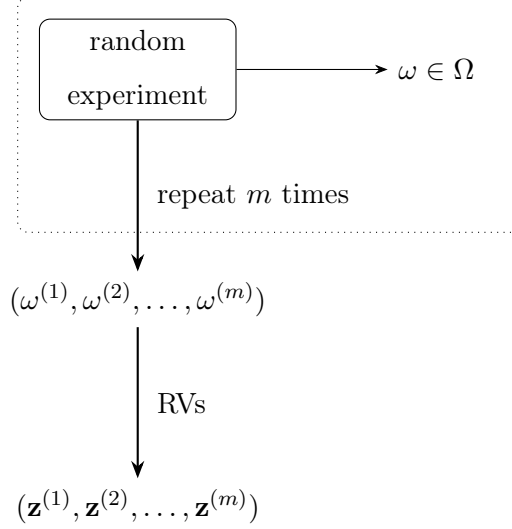 random
experiment
ω ∈ Ω
repeat m times
(ω⁽¹⁾, ω⁽²⁾, . . . , ω⁽ᵐ⁾)
RVs
(𝐳⁽¹⁾, 𝐳⁽²⁾, . . . , 𝐳⁽ᵐ⁾)